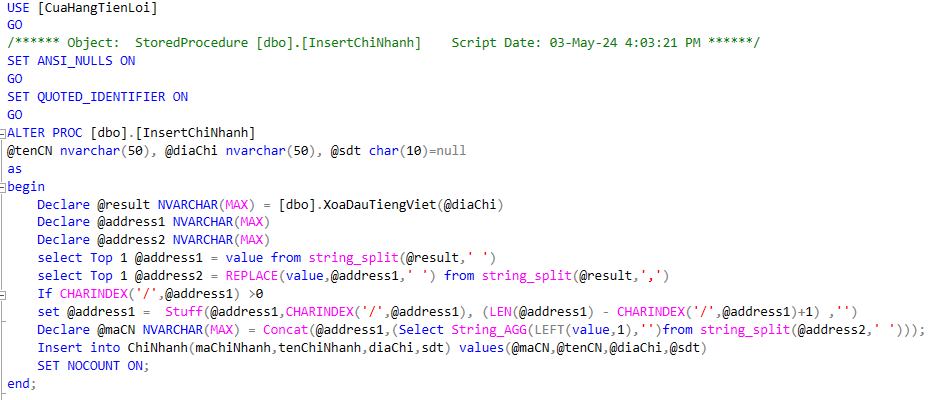 USE [CuaHangTienLoi]
GO
/****** Object:  StoredProcedure [dbo].[InsertChiNhanh]    Script Date: 03-May-24 4:03:21 PM ******/
SET ANSI_NULLS ON
GO
SET QUOTED_IDENTIFIER ON
GO
ALTER PROC [dbo].[InsertChiNhanh]
@tenCN nvarchar(50), @diaChi nvarchar(50), @sdt char(10)=null
as
begin
    Declare @result NVARCHAR(MAX) = [dbo].XoaDauTiengViet(@diaChi)
    Declare @address1 NVARCHAR(MAX)
    Declare @address2 NVARCHAR(MAX)
    select Top 1 @address1 = value from string_split(@result,' ')
    select Top 1 @address2 = REPLACE(value,@address1,' ') from string_split(@result,',')
    If CHARINDEX('/',@address1) >0
    set @address1 =  Stuff(@address1,CHARINDEX('/',@address1), (LEN(@address1) - CHARINDEX('/',@address1)+1) ,'')
    Declare @maCN NVARCHAR(MAX) = Concat(@address1,(Select String_AGG(LEFT(value,1),'')from string_split(@address2,' ')));
    Insert into ChiNhanh(maChiNhanh,tenChiNhanh,diaChi,sdt) values(@maCN,@tenCN,@diaChi,@sdt)
    SET NOCOUNT ON;
end;